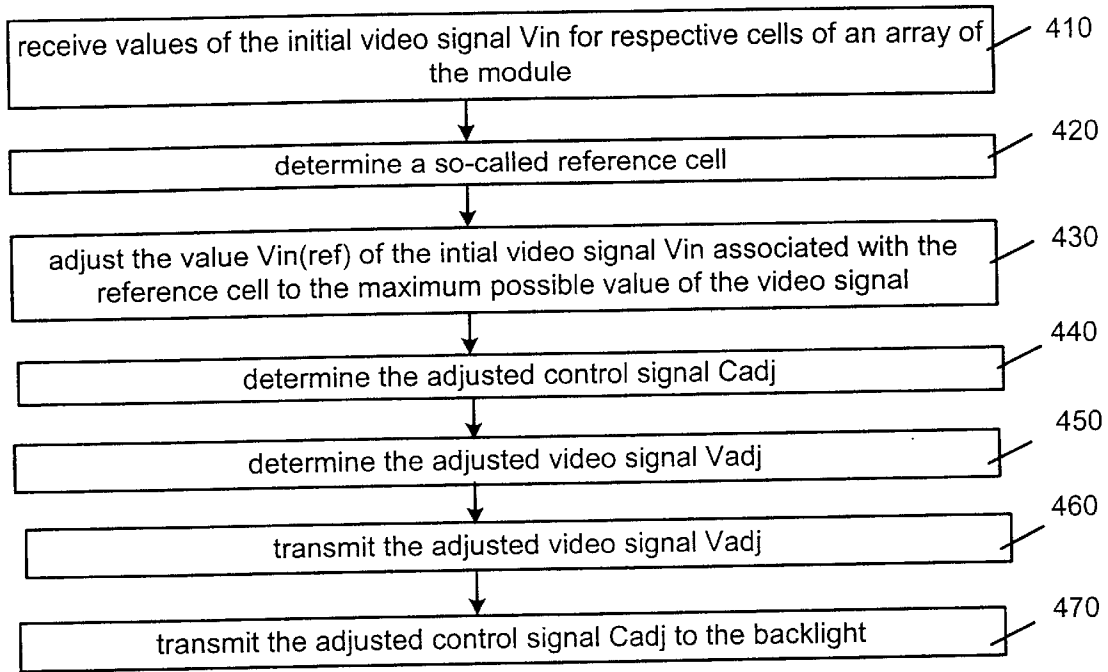 receive values of the initial video signal Vin for respective cells of an array of
the module
410
determine a so-called reference cell
420
adjust the value Vin(ref) of the intial video signal Vin associated with the
reference cell to the maximum possible value of the video signal
430
determine the adjusted control signal Cadj
440
determine the adjusted video signal Vadj
450
transmit the adjusted video signal Vadj
460
transmit the adjusted control signal Cadj to the backlight
470